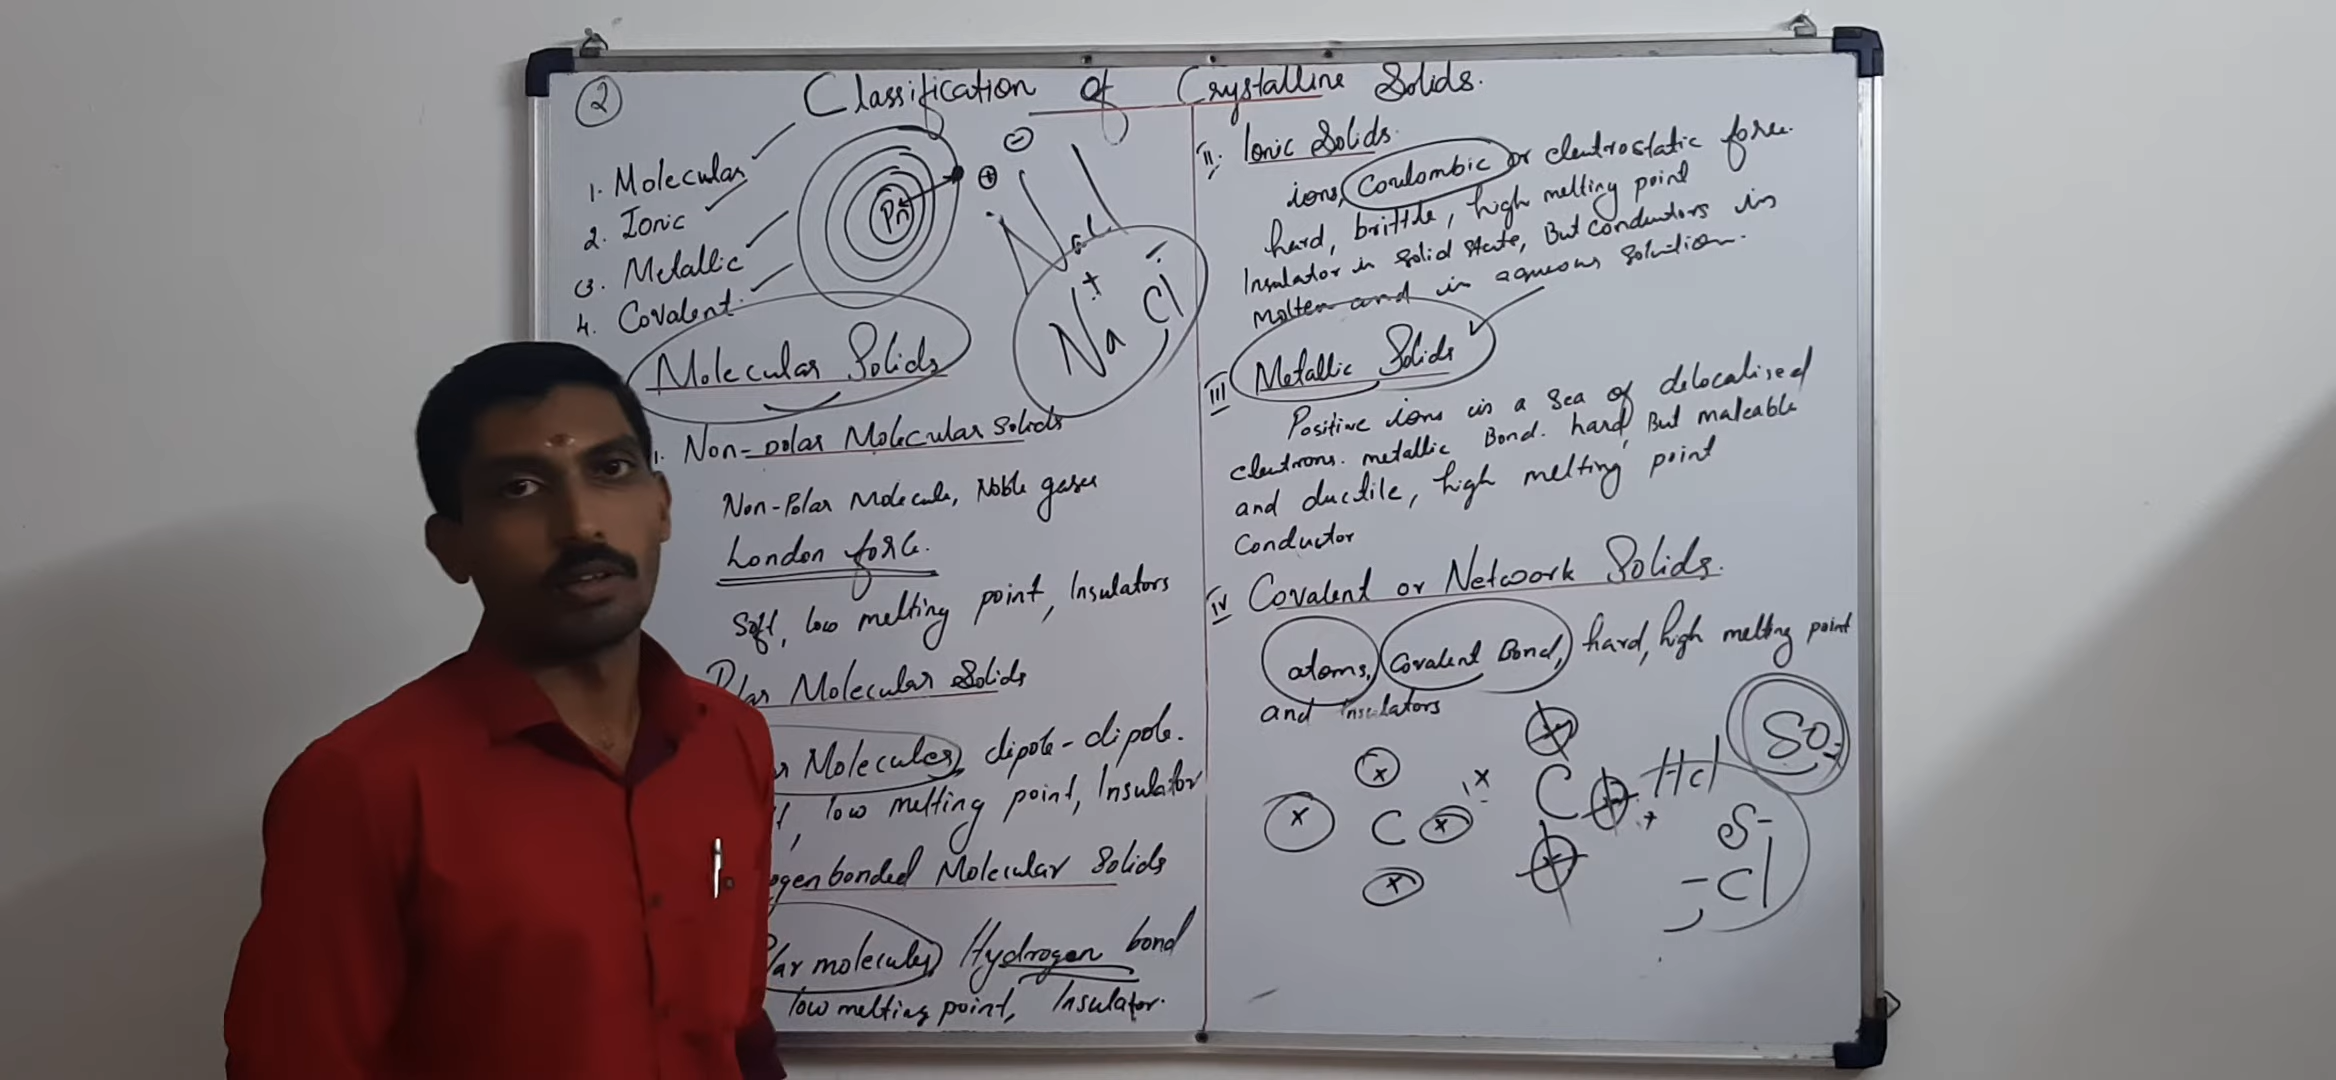 2
Classification of Crystalline Solids.
1. Molecular
2. Ionic
3. Metallic
4. Covalent
Pn
+
-
NaCl
Na+ Cl-
Molecular Solids
1. Non-polar Molecular Solids
Non-Polar Molecule, Noble gases
London force.
Soft, low melting point, Insulators
Molecular Solids
Molecules, dipole-dipole.
low melting point, Insulator
bonded Molecular Solids
molecules, Hydrogen bond
low melting point, Insulator.
II. Ionic Solids.
ions, Coulombic or electrostatic force.
hard, brittle, high melting point
Insulator in solid state, But conductors in
Molten and in aqueous solution.
III Metallic Solids
Positive ions in a sea of delocalised
electrons. metallic Bond. hard, But maleable
and ductile, high melting point
Conductor
IV Covalent or Network Solids.
atoms, Covalent Bond, hard, high melting point
and insulators
x
x C x x
x
C
Hcl
SO2
S-
-Cl